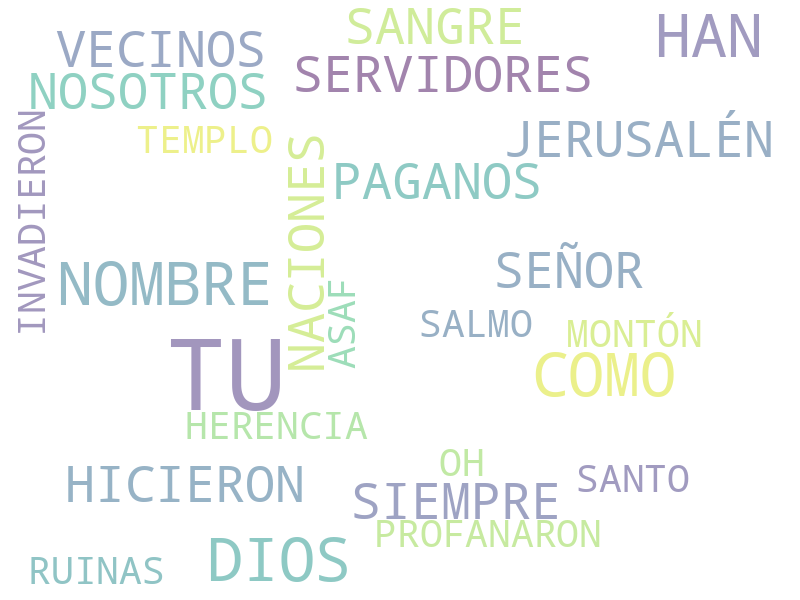 SANGRE
HAN
VECINOS
SERVIDORES
NOSOTROS
INVADIERON
TEMPLO
JERUSALÉN
NACIONES
PAGANOS
SEÑOR
NOMBRE
ASAF
SALMO
MONTÓN
TU
COMO
HERENCIA
OH
HICIERON
SANTO
SIEMPRE
PROFANARON
DIOS
RUINAS